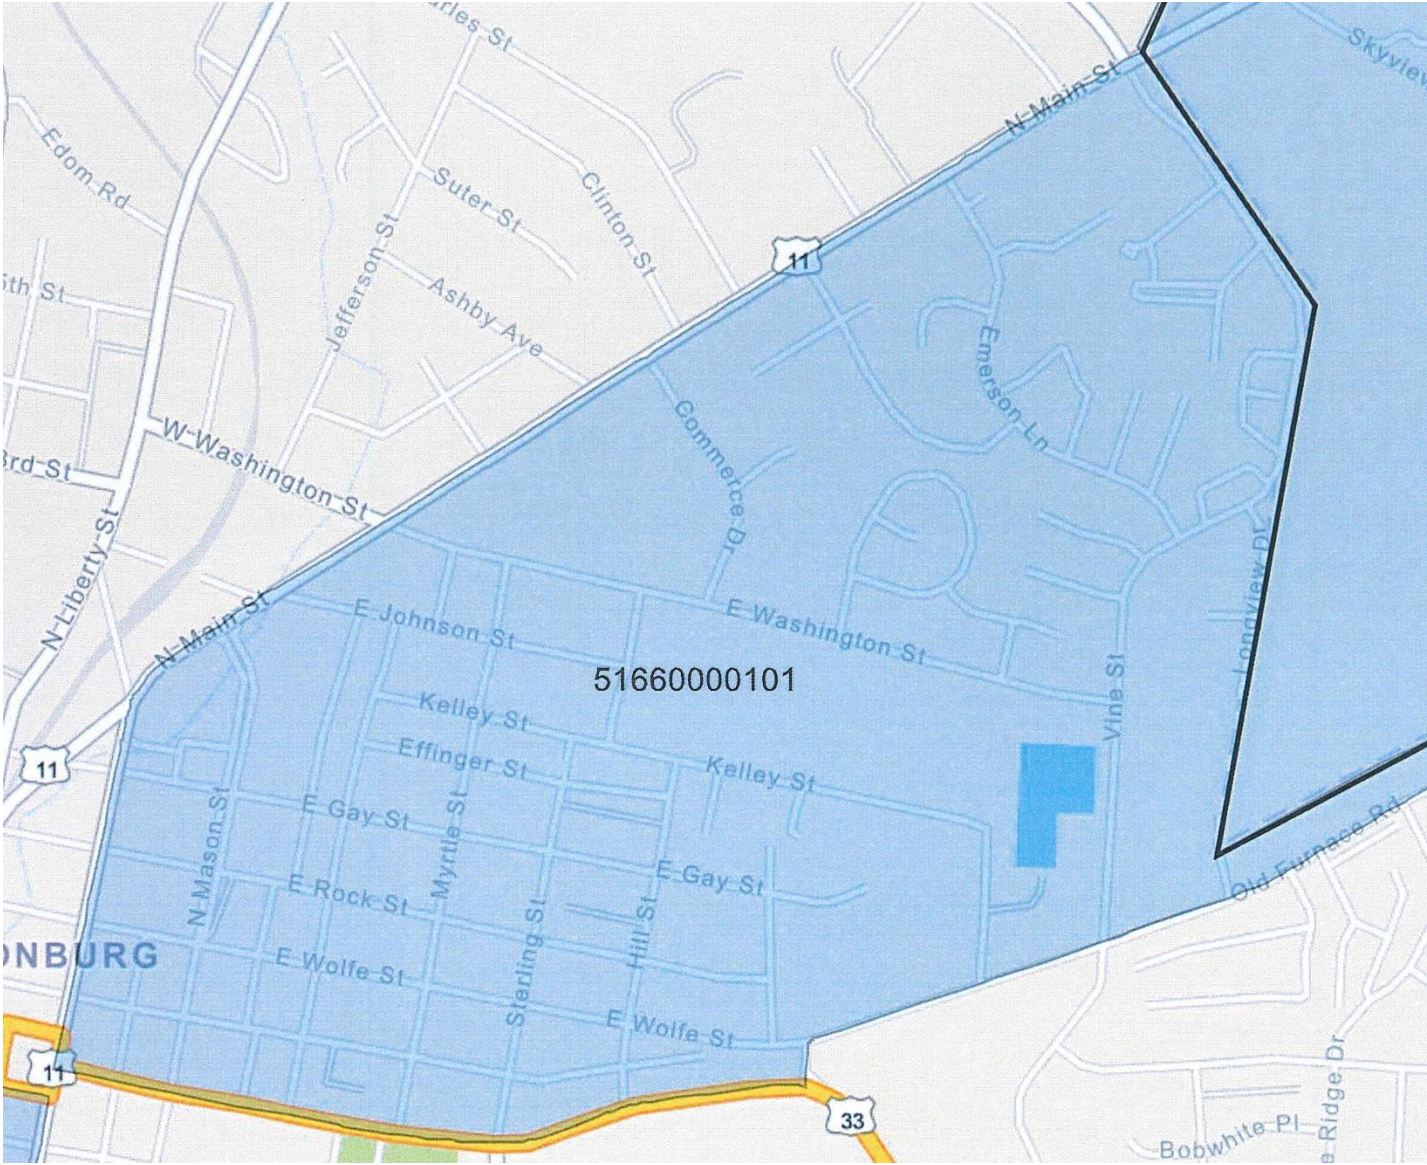 rles St
Skyview
N Main St
Edom Rd
Suter St
Clinton St
Jefferson St
11
5th St
Ashby Ave
Emerson Ln
Commerce Dr
W Washington St
3rd St
N Liberty St
Longview Dr
N Main St
E Johnson St
E Washington St
51660000101
Vine St
Kelley St
Effinger St
Kelley St
11
E Gay St
N Mason St
Myrtle St
E Gay St
Old Furnace Rd
E Rock St
Sterling St
Hill St
ONBURG
E Wolfe St
E Wolfe St
11
33
e Ridge Dr
Bobwhite Pl